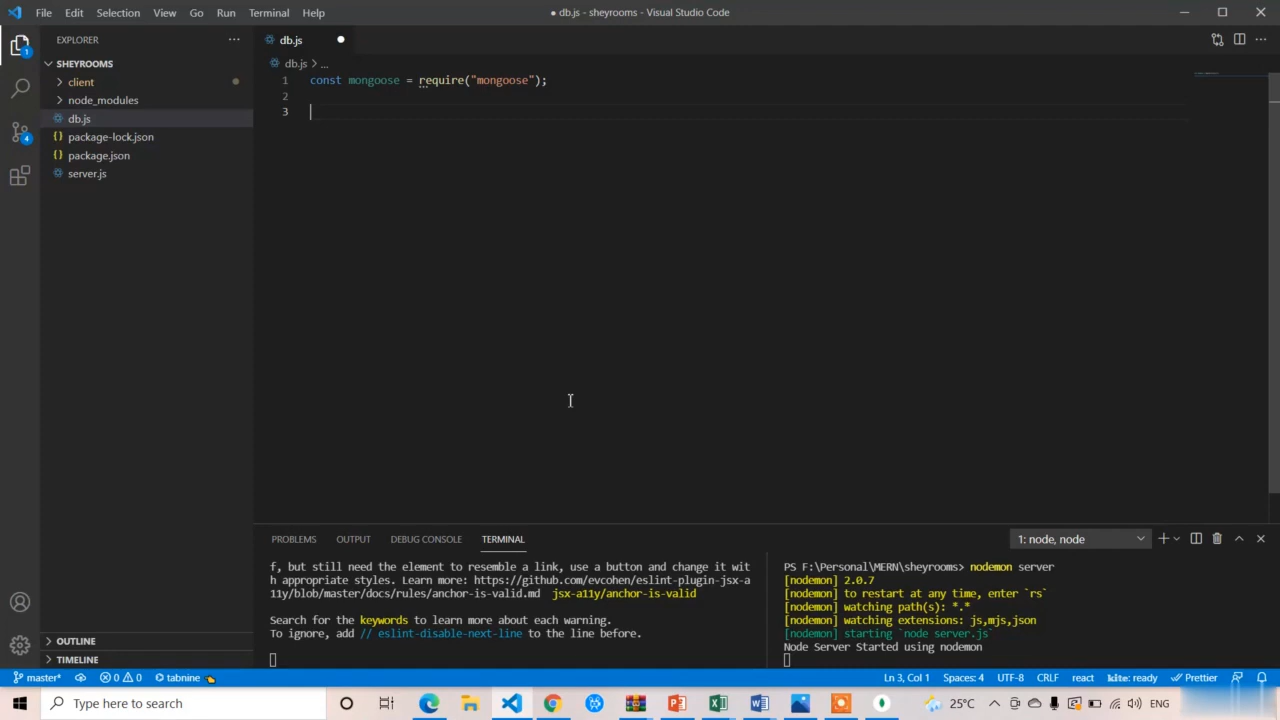 File Edit Selection View Go Run Terminal Help
● db.js - sheyrooms - Visual Studio Code
EXPLORER
SHEYROOMS
client
node_modules
db.js
package-lock.json
package.json
server.js
OUTLINE
TIMELINE
1
4
db.js
db.js > ...
1 const mongoose = require("mongoose");
2
3
PROBLEMS OUTPUT DEBUG CONSOLE TERMINAL
1: node, node
f, but still need the element to resemble a link, use a button and change it wit
h appropriate styles. Learn more: https://github.com/evcohen/eslint-plugin-jsx-a
11y/blob/master/docs/rules/anchor-is-valid.md jsx-a11y/anchor-is-valid
Search for the keywords to learn more about each warning.
To ignore, add // eslint-disable-next-line to the line before.
PS F:\Personal\MERN\sheyrooms> nodemon server
[nodemon] 2.0.7
[nodemon] to restart at any time, enter `rs`
[nodemon] watching path(s): *.*
[nodemon] watching extensions: js,mjs,json
[nodemon] starting `node server.js`
Node Server Started using nodemon
master* 0 0 tabnine
Ln 3, Col 1 Spaces: 4 UTF-8 CRLF react kite: ready Prettier
Type here to search
25°C ENG